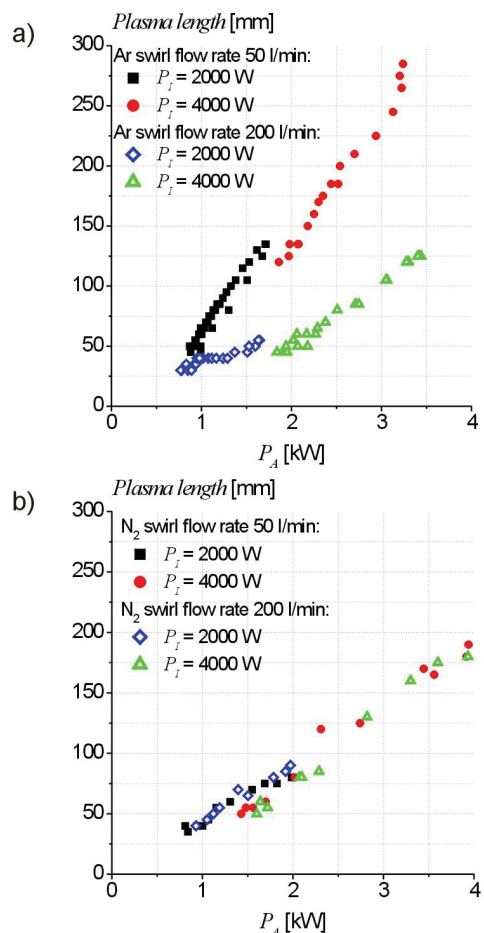 a)
Plasma length [mm]
300
250
200
150
100
50
0
Ar swirl flow rate 50 l/min:
P_I = 2000 W
P_I = 4000 W
Ar swirl flow rate 200 l/min:
P_I = 2000 W
P_I = 4000 W
0 1 2 3 4
P_A [kW]
b)
Plasma length [mm]
300
250
200
150
100
50
0
N_2 swirl flow rate 50 l/min:
P_I = 2000 W
P_I = 4000 W
N_2 swirl flow rate 200 l/min:
P_I = 2000 W
P_I = 4000 W
0 1 2 3 4
P_A [kW]